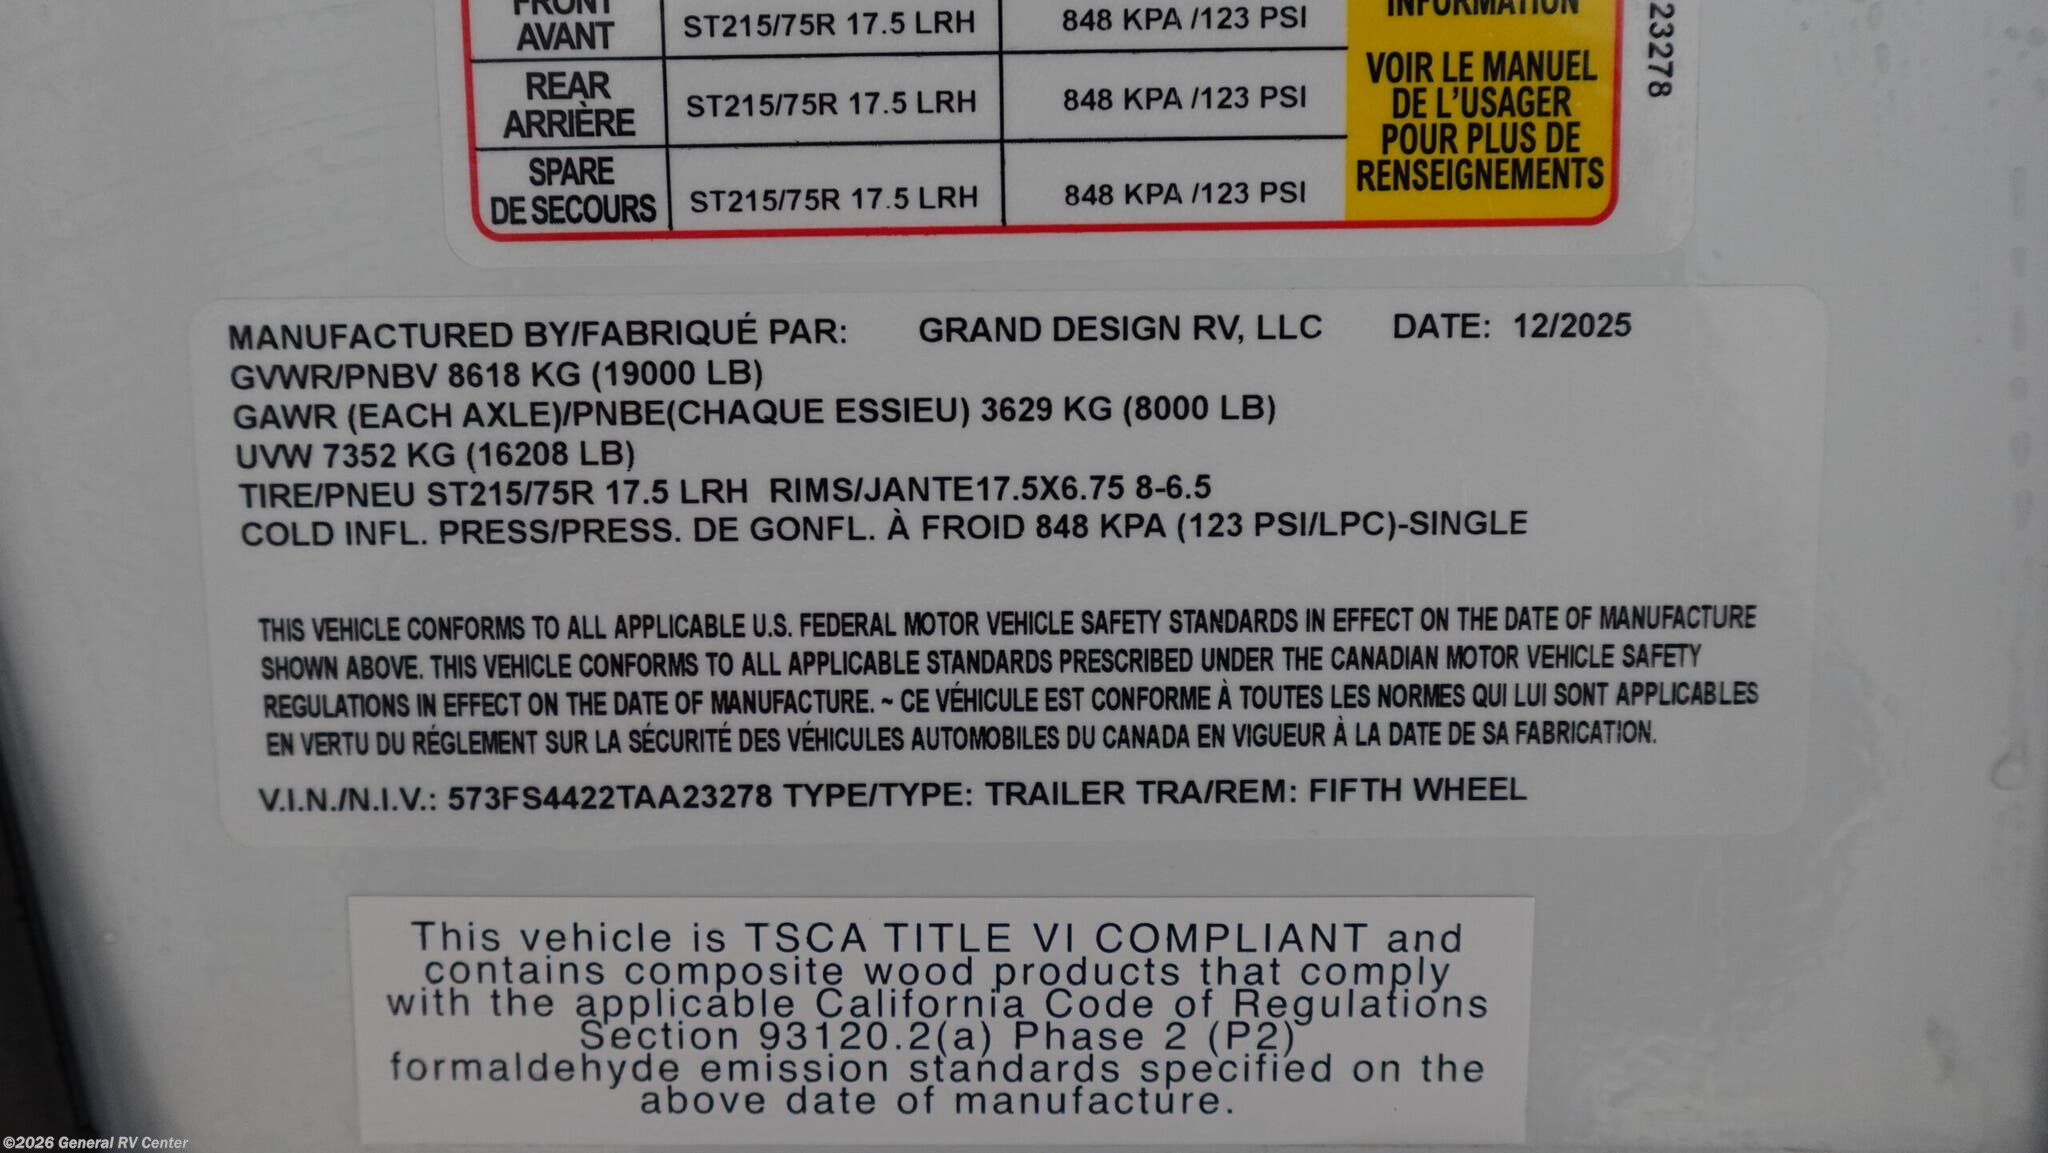 FRONT
AVANT
ST215/75R 17.5 LRH
848 KPA /123 PSI
REAR
ARRIÈRE
ST215/75R 17.5 LRH
848 KPA /123 PSI
SPARE
DE SECOURS
ST215/75R 17.5 LRH
848 KPA /123 PSI
INFORMATION
VOIR LE MANUEL
DE L'USAGER
POUR PLUS DE
RENSEIGNEMENTS
23278
MANUFACTURED BY/FABRIQUÉ PAR: GRAND DESIGN RV, LLC DATE: 12/2025
GVWR/PNBV 8618 KG (19000 LB)
GAWR (EACH AXLE)/PNBE(CHAQUE ESSIEU) 3629 KG (8000 LB)
UVW 7352 KG (16208 LB)
TIRE/PNEU ST215/75R 17.5 LRH RIMS/JANTE17.5X6.75 8-6.5
COLD INFL. PRESS/PRESS. DE GONFL. À FROID 848 KPA (123 PSI/LPC)-SINGLE
THIS VEHICLE CONFORMS TO ALL APPLICABLE U.S. FEDERAL MOTOR VEHICLE SAFETY STANDARDS IN EFFECT ON THE DATE OF MANUFACTURE
SHOWN ABOVE. THIS VEHICLE CONFORMS TO ALL APPLICABLE STANDARDS PRESCRIBED UNDER THE CANADIAN MOTOR VEHICLE SAFETY
REGULATIONS IN EFFECT ON THE DATE OF MANUFACTURE. ~ CE VÉHICULE EST CONFORME À TOUTES LES NORMES QUI LUI SONT APPLICABLES
EN VERTU DU RÉGLEMENT SUR LA SÉCURITÉ DES VÉHICULES AUTOMOBILES DU CANADA EN VIGUEUR À LA DATE DE SA FABRICATION.
V.I.N./N.I.V.: 573FS4422TAA23278 TYPE/TYPE: TRAILER TRA/REM: FIFTH WHEEL
This vehicle is TSCA TITLE VI COMPLIANT and
contains composite wood products that comply
with the applicable California Code of Regulations
Section 93120.2(a) Phase 2 (P2)
formaldehyde emission standards specified on the
above date of manufacture.
©2026 General RV Center